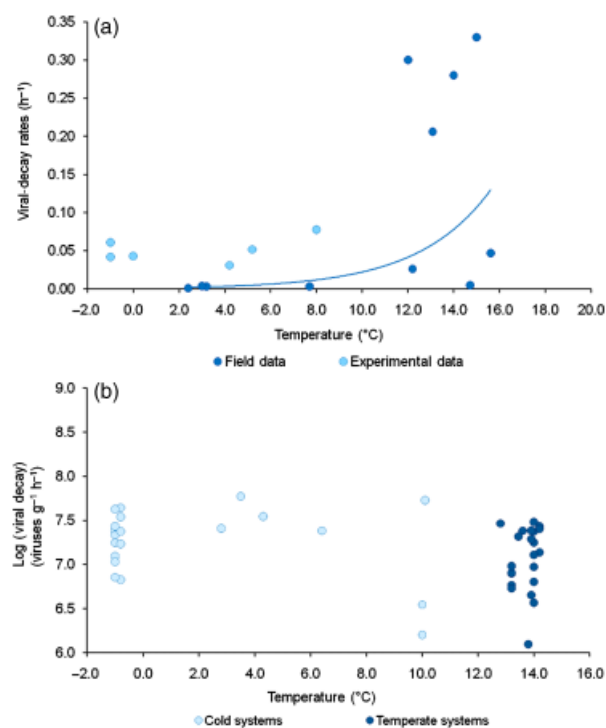 (a)
0.35
0.30
0.25
0.20
0.15
0.10
0.05
0.00
Viral-decay rates (h⁻¹)
−2.0 0.0 2.0 4.0 6.0 8.0 10.0 12.0 14.0 16.0 18.0 20.0
Temperature (°C)
Field data Experimental data
(b)
9.0
8.5
8.0
7.5
7.0
6.5
6.0
Log (viral decay)
(viruses g⁻¹ h⁻¹)
−2.0 0.0 2.0 4.0 6.0 8.0 10.0 12.0 14.0 16.0
Temperature (°C)
Cold systems Temperate systems